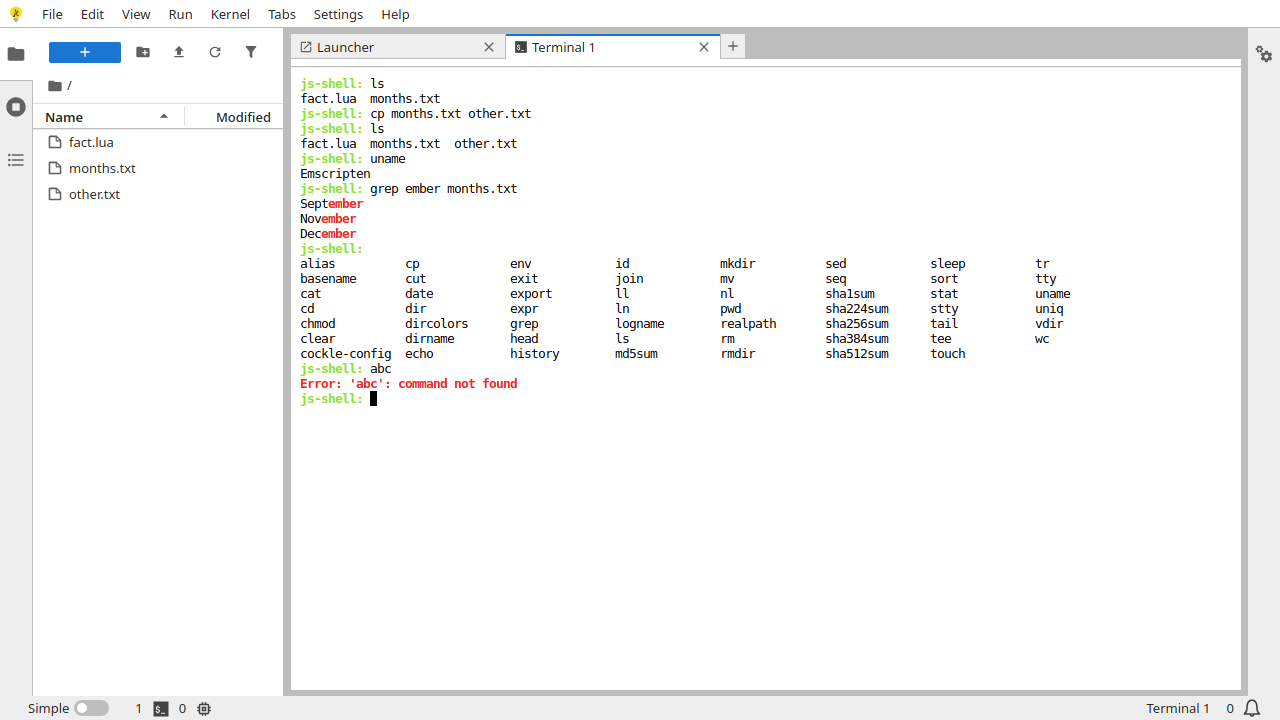 File Edit View Run Kernel Tabs Settings Help
Launcher
Terminal 1
/
Name Modified
fact.lua
months.txt
other.txt
js-shell: ls
fact.lua  months.txt
js-shell: cp months.txt other.txt
js-shell: ls
fact.lua  months.txt  other.txt
js-shell: uname
Emscripten
js-shell: grep ember months.txt
September
November
December
js-shell:
alias          cp             env            id             mkdir          sed            sleep          tr
basename       cut            exit           join           mv             seq            sort           tty
cat            date           export         ll             nl             sha1sum        stat           uname
cd             dir            expr           ln             pwd            sha224sum      stty           uniq
chmod          dircolors      grep           logname        realpath       sha256sum      tail           vdir
clear          dirname        head           ls             rm             sha384sum      tee            wc
cockle-config  echo           history        md5sum         rmdir          sha512sum      touch
js-shell: abc
Error: 'abc': command not found
js-shell:
Simple 1 $_ 0 Terminal 1 0